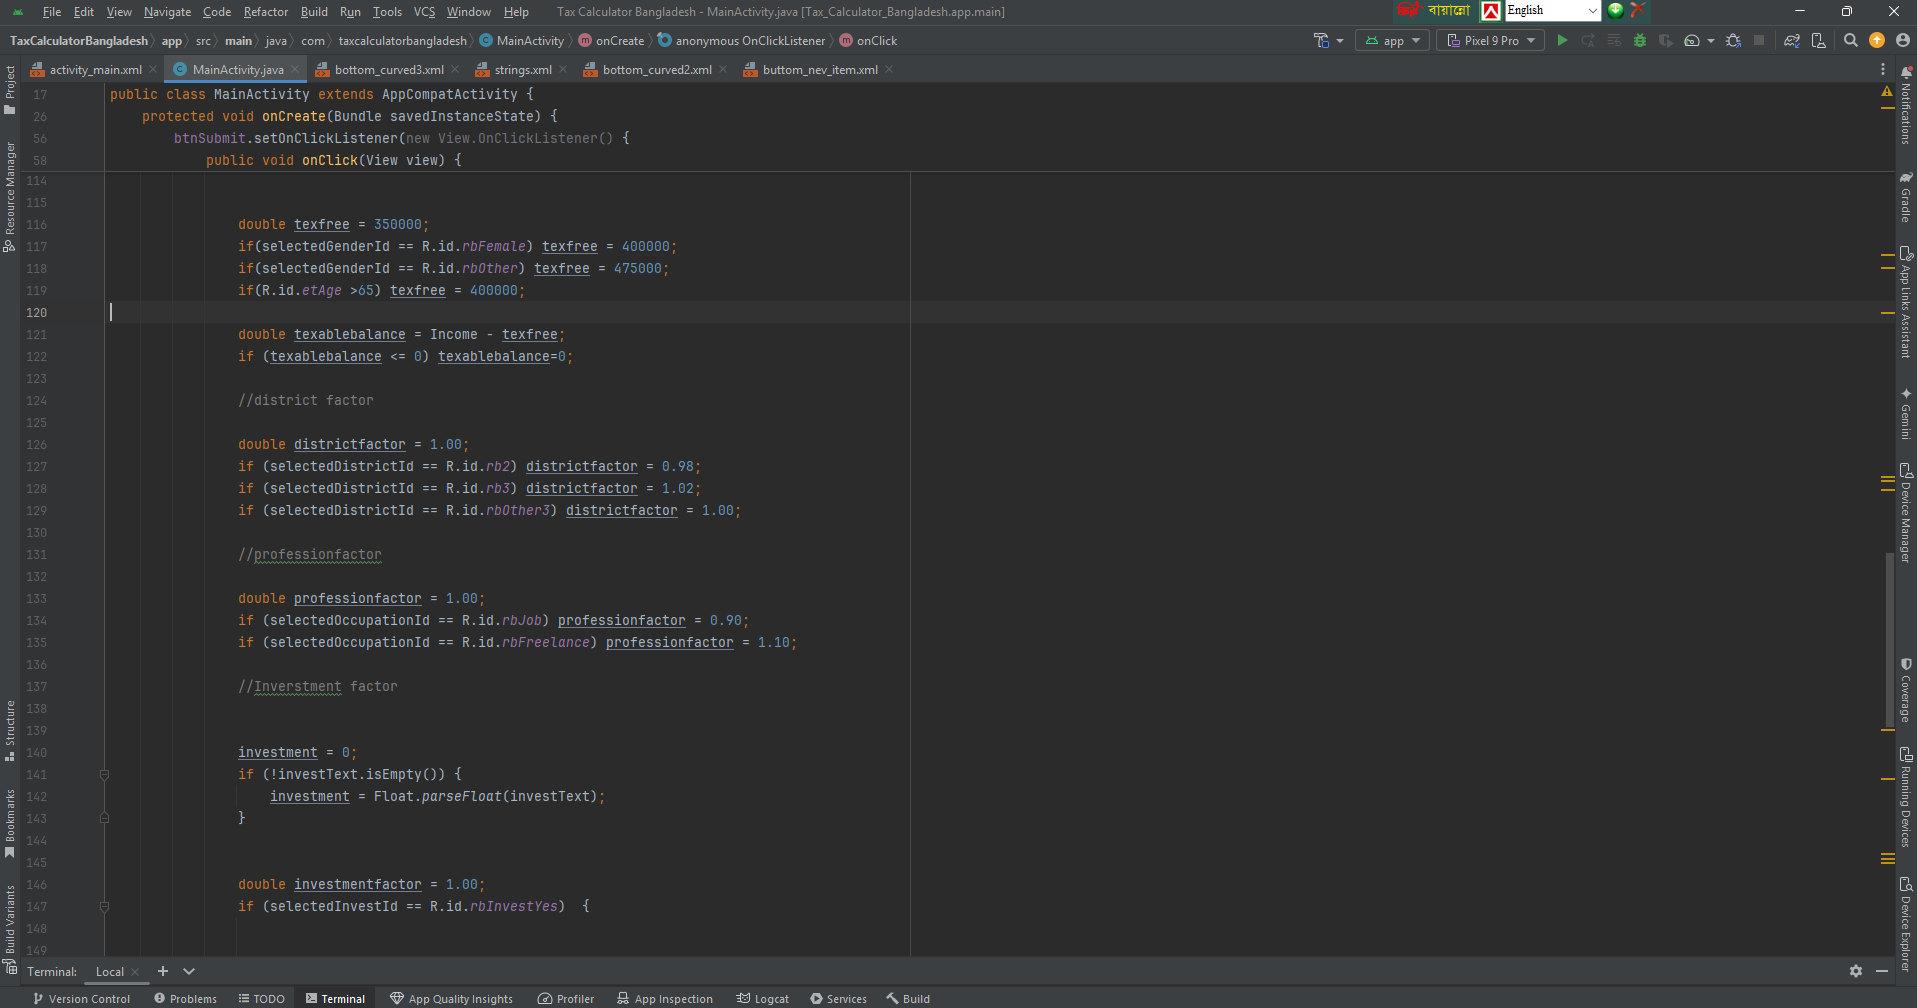 File Edit View Navigate Code Refactor Build Run Tools VCS Window Help Tax Calculator Bangladesh - MainActivity.java [Tax_Calculator_Bangladesh.app.main] বায়ান্নো English
TaxCalculatorBangladesh app src main java com taxcalculatorbangladesh MainActivity onCreate anonymous OnClickListener onClick app Pixel 9 Pro
activity_main.xml MainActivity.java bottom_curved3.xml strings.xml bottom_curved2.xml buttom_nev_item.xml
17 public class MainActivity extends AppCompatActivity {
26 protected void onCreate(Bundle savedInstanceState) {
56 btnSubmit.setOnClickListener(new View.OnClickListener() {
58 public void onClick(View view) {
114
115
116 double texfree = 350000;
117 if(selectedGenderId == R.id.rbFemale) texfree = 400000;
118 if(selectedGenderId == R.id.rbOther) texfree = 475000;
119 if(R.id.etAge >65) texfree = 400000;
120
121 double texablebalance = Income - texfree;
122 if (texablebalance <= 0) texablebalance=0;
123
124 //district factor
125
126 double districtfactor = 1.00;
127 if (selectedDistrictId == R.id.rb2) districtfactor = 0.98;
128 if (selectedDistrictId == R.id.rb3) districtfactor = 1.02;
129 if (selectedDistrictId == R.id.rbOther3) districtfactor = 1.00;
130
131 //professionfactor
132
133 double professionfactor = 1.00;
134 if (selectedOccupationId == R.id.rbJob) professionfactor = 0.90;
135 if (selectedOccupationId == R.id.rbFreelance) professionfactor = 1.10;
136
137 //Inverstment factor
138
139
140 investment = 0;
141 if (!investText.isEmpty()) {
142 investment = Float.parseFloat(investText);
143 }
144
145
146 double investmentfactor = 1.00;
147 if (selectedInvestId == R.id.rbInvestYes) {
148
149
Project
Resource Manager
Structure
Bookmarks
Build Variants
Notifications
Gradle
App Links Assistant
Gemini
Device Manager
Coverage
Running Devices
Device Explorer
Terminal: Local
Version Control Problems TODO Terminal App Quality Insights Profiler App Inspection Logcat Services Build